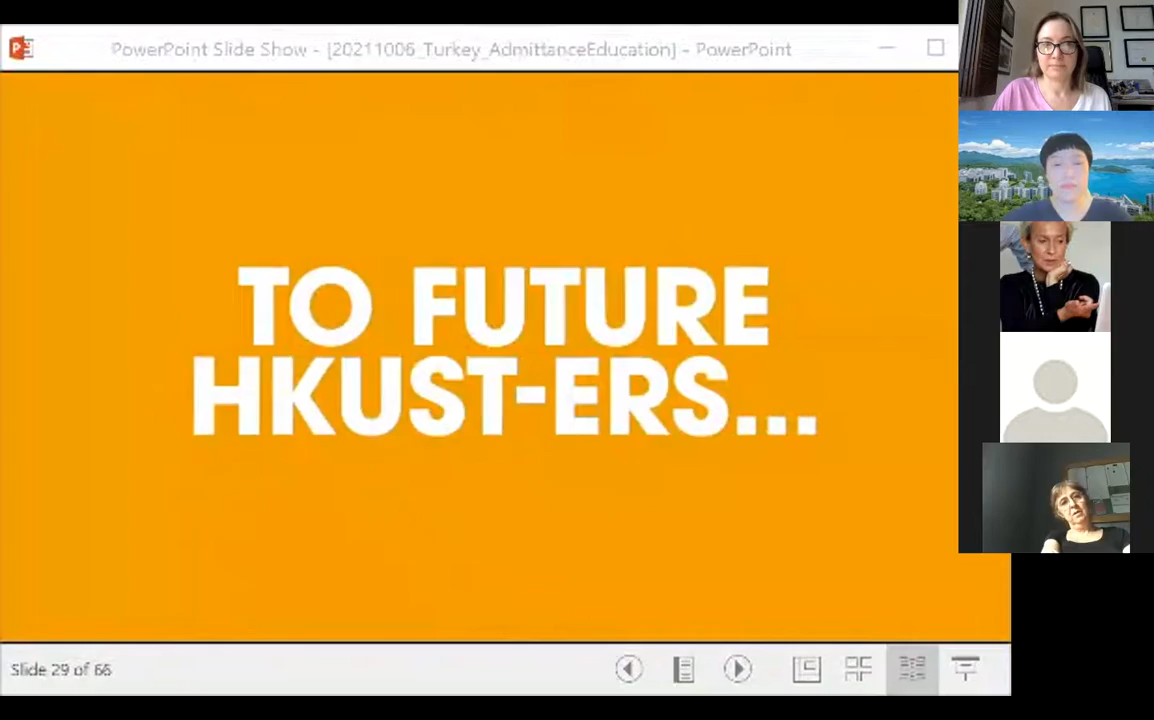 PowerPoint Slide Show - [20211006_Turkey_AdmittanceEducation] - PowerPoint
TO FUTURE
HKUST-ERS...
Slide 29 of 66